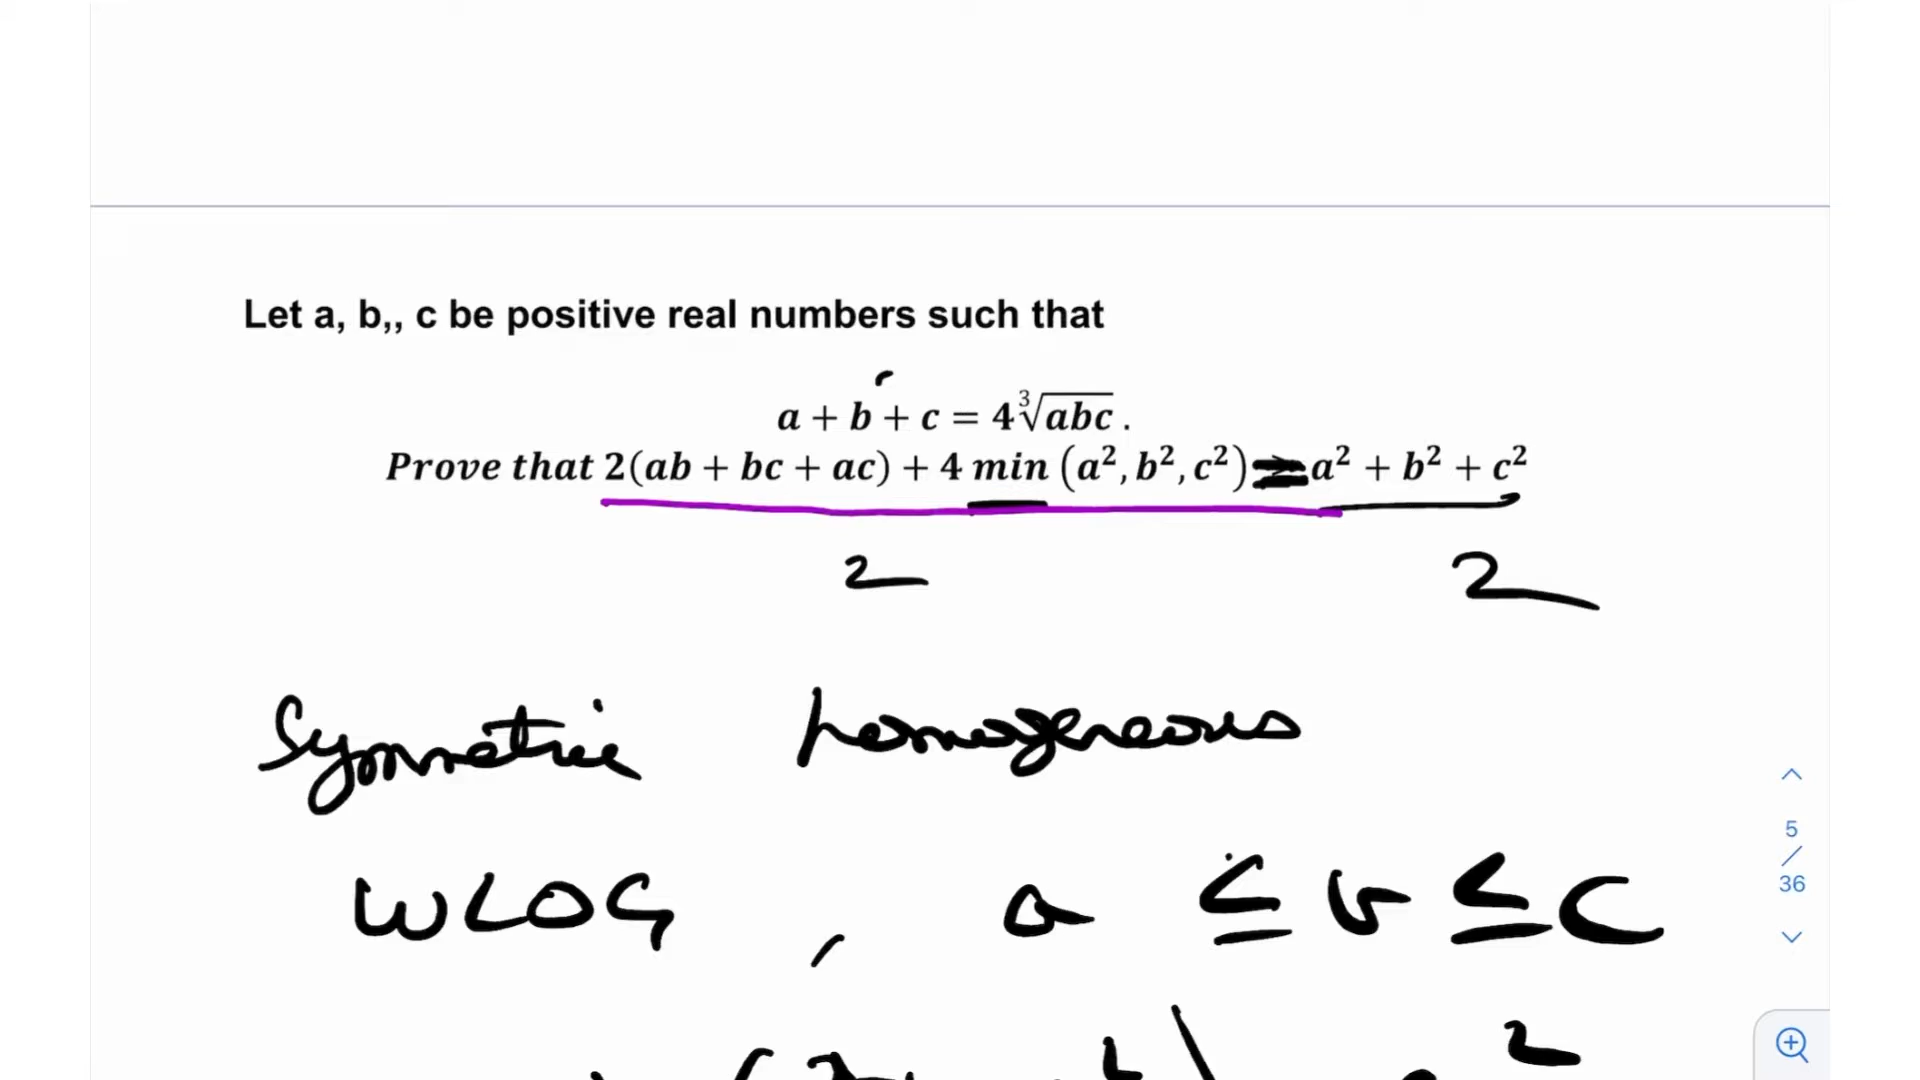 Let a, b,, c be positive real numbers such that
a + b + c = 4∛abc .
Prove that 2(ab + bc + ac) + 4 min (a², b², c²) ≥ a² + b² + c²
2 2
Symmetric homogeneous
WLOG , a ≤ b ≤ c
5
/
36